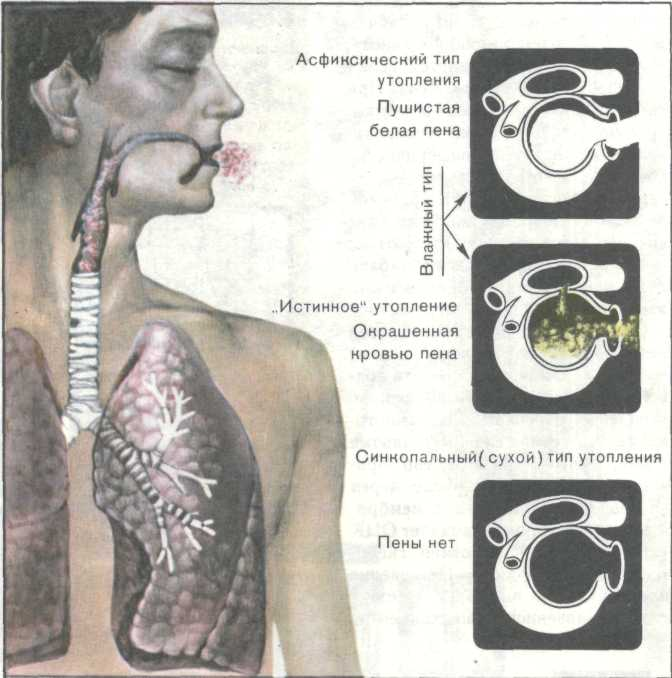 Асфиксический тип
утопления
Пушистая
белая пена
Влажный тип
„Истинное“ утопление
Окрашенная
кровью пена
Синкопальный(сухой) тип утопления
Пены нет